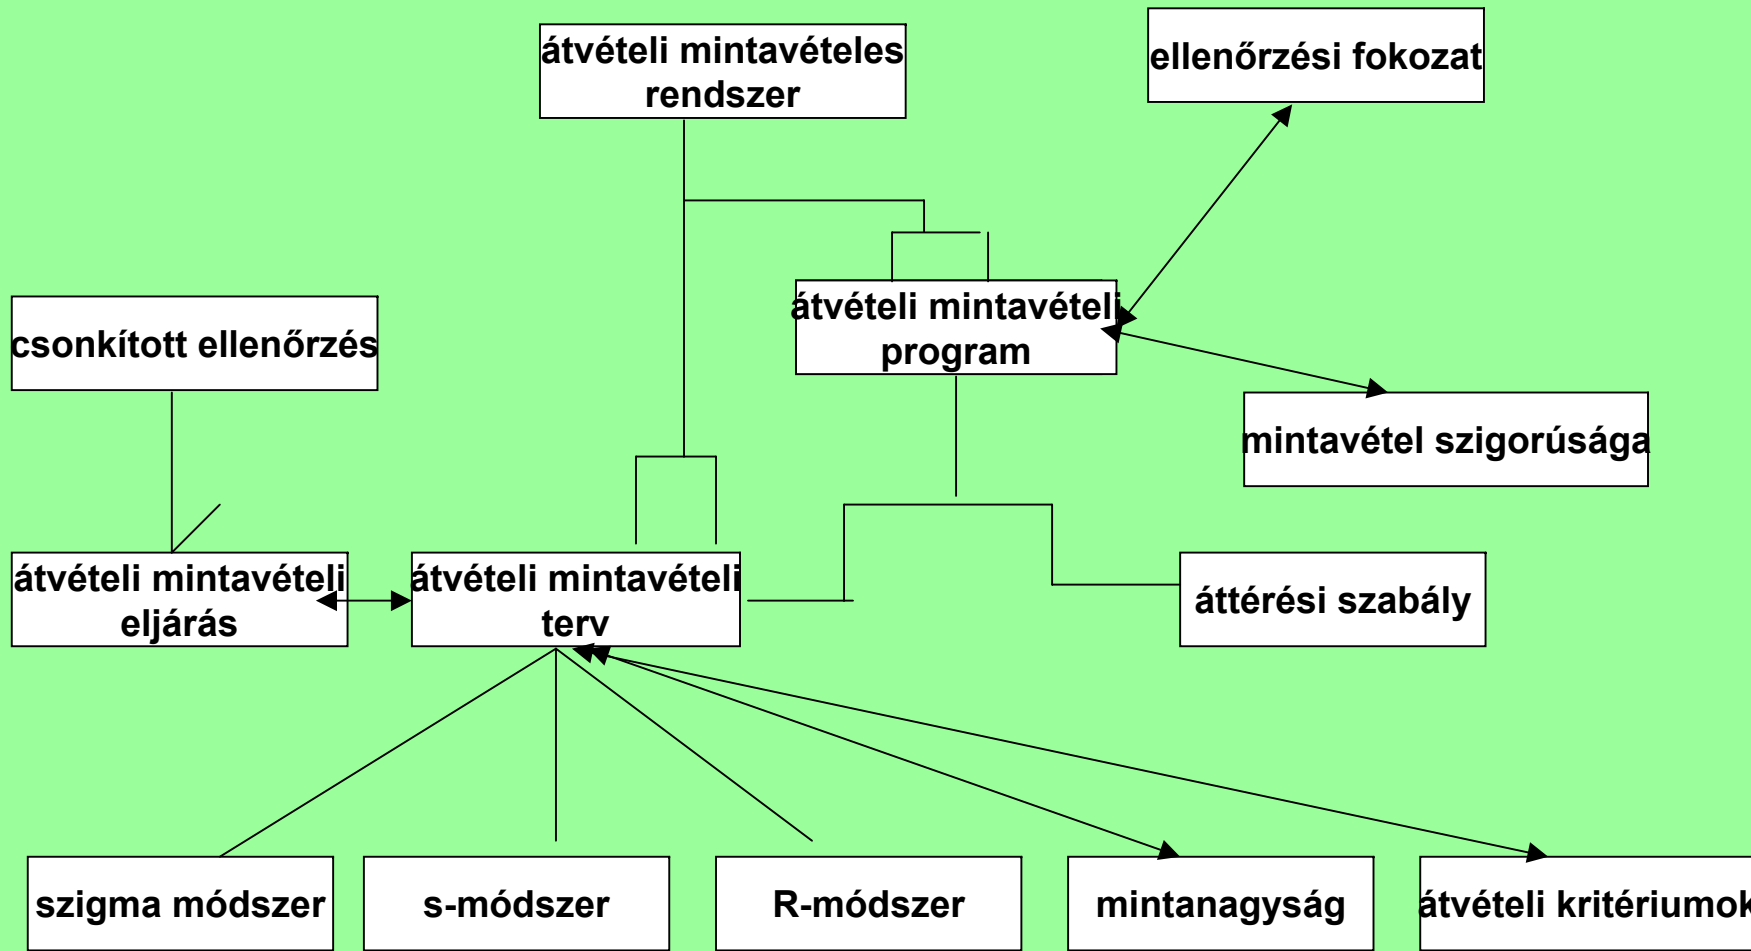 átvételi mintavételes
rendszer
ellenőrzési fokozat
átvételi mintavételi
program
csonkított ellenőrzés
mintavétel szigorúsága
átvételi mintavételi
eljárás
átvételi mintavételi
terv
áttérési szabály
szigma módszer
s-módszer
R-módszer
mintanagyság
átvételi kritériumok